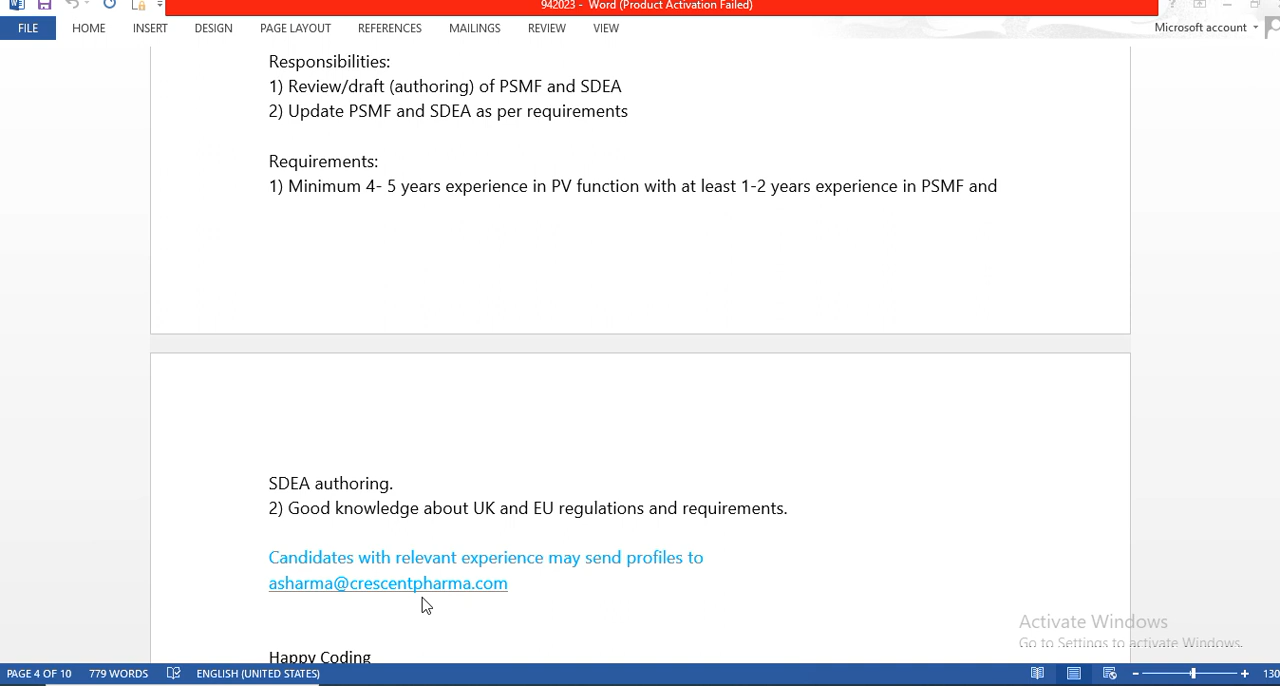 942023 - Word (Product Activation Failed)
FILE HOME INSERT DESIGN PAGE LAYOUT REFERENCES MAILINGS REVIEW VIEW Microsoft account
Responsibilities:
1) Review/draft (authoring) of PSMF and SDEA
2) Update PSMF and SDEA as per requirements
Requirements:
1) Minimum 4- 5 years experience in PV function with at least 1-2 years experience in PSMF and
SDEA authoring.
2) Good knowledge about UK and EU regulations and requirements.
Candidates with relevant experience may send profiles to
asharma@crescentpharma.com
Happy Coding
Activate Windows
Go to Settings to activate Windows.
PAGE 4 OF 10 779 WORDS ENGLISH (UNITED STATES) 130